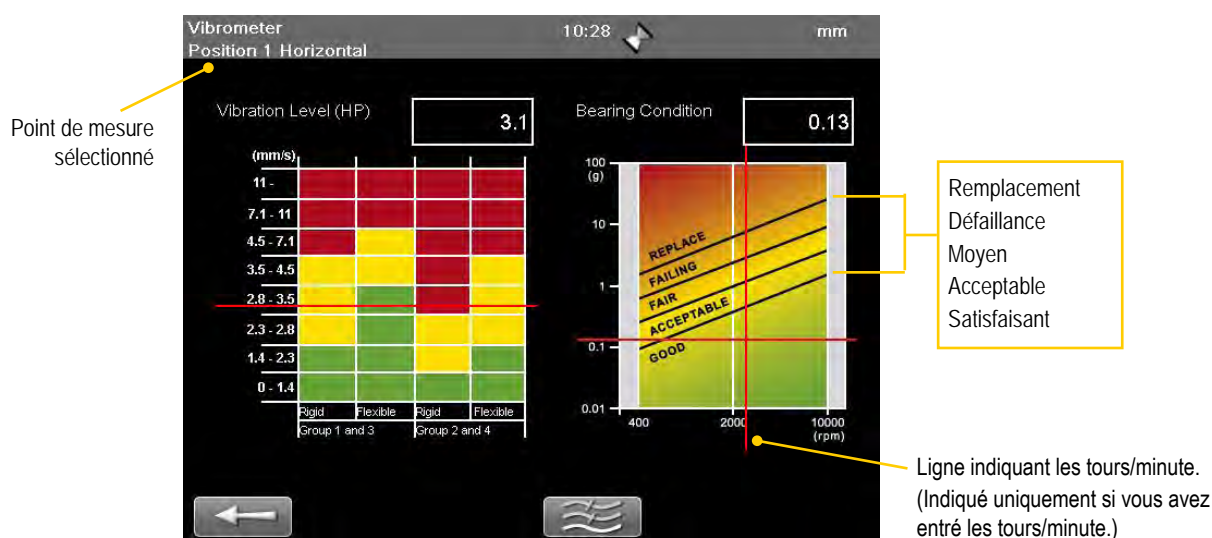 Vibrometer
10:28
mm
Position 1 Horizontal
Point de mesure
sélectionné
Vibration Level (HP)
3.1
(mm/s)
11 -
7.1 - 11
4.5 - 7.1
3.5 - 4.5
2.8 - 3.5
2.3 - 2.8
1.4 - 2.3
0 - 1.4
Rigid
Flexible
Rigid
Flexible
Group 1 and 3
Group 2 and 4
Bearing Condition
0.13
100
(g)
10
1
0.1
0.01
REPLACE
FAILING
FAIR
ACCEPTABLE
GOOD
400
2000
10000
(rpm)
Remplacement
Défaillance
Moyen
Acceptable
Satisfaisant
Ligne indiquant les tours/minute.
(Indiqué uniquement si vous avez
entré les tours/minute.)